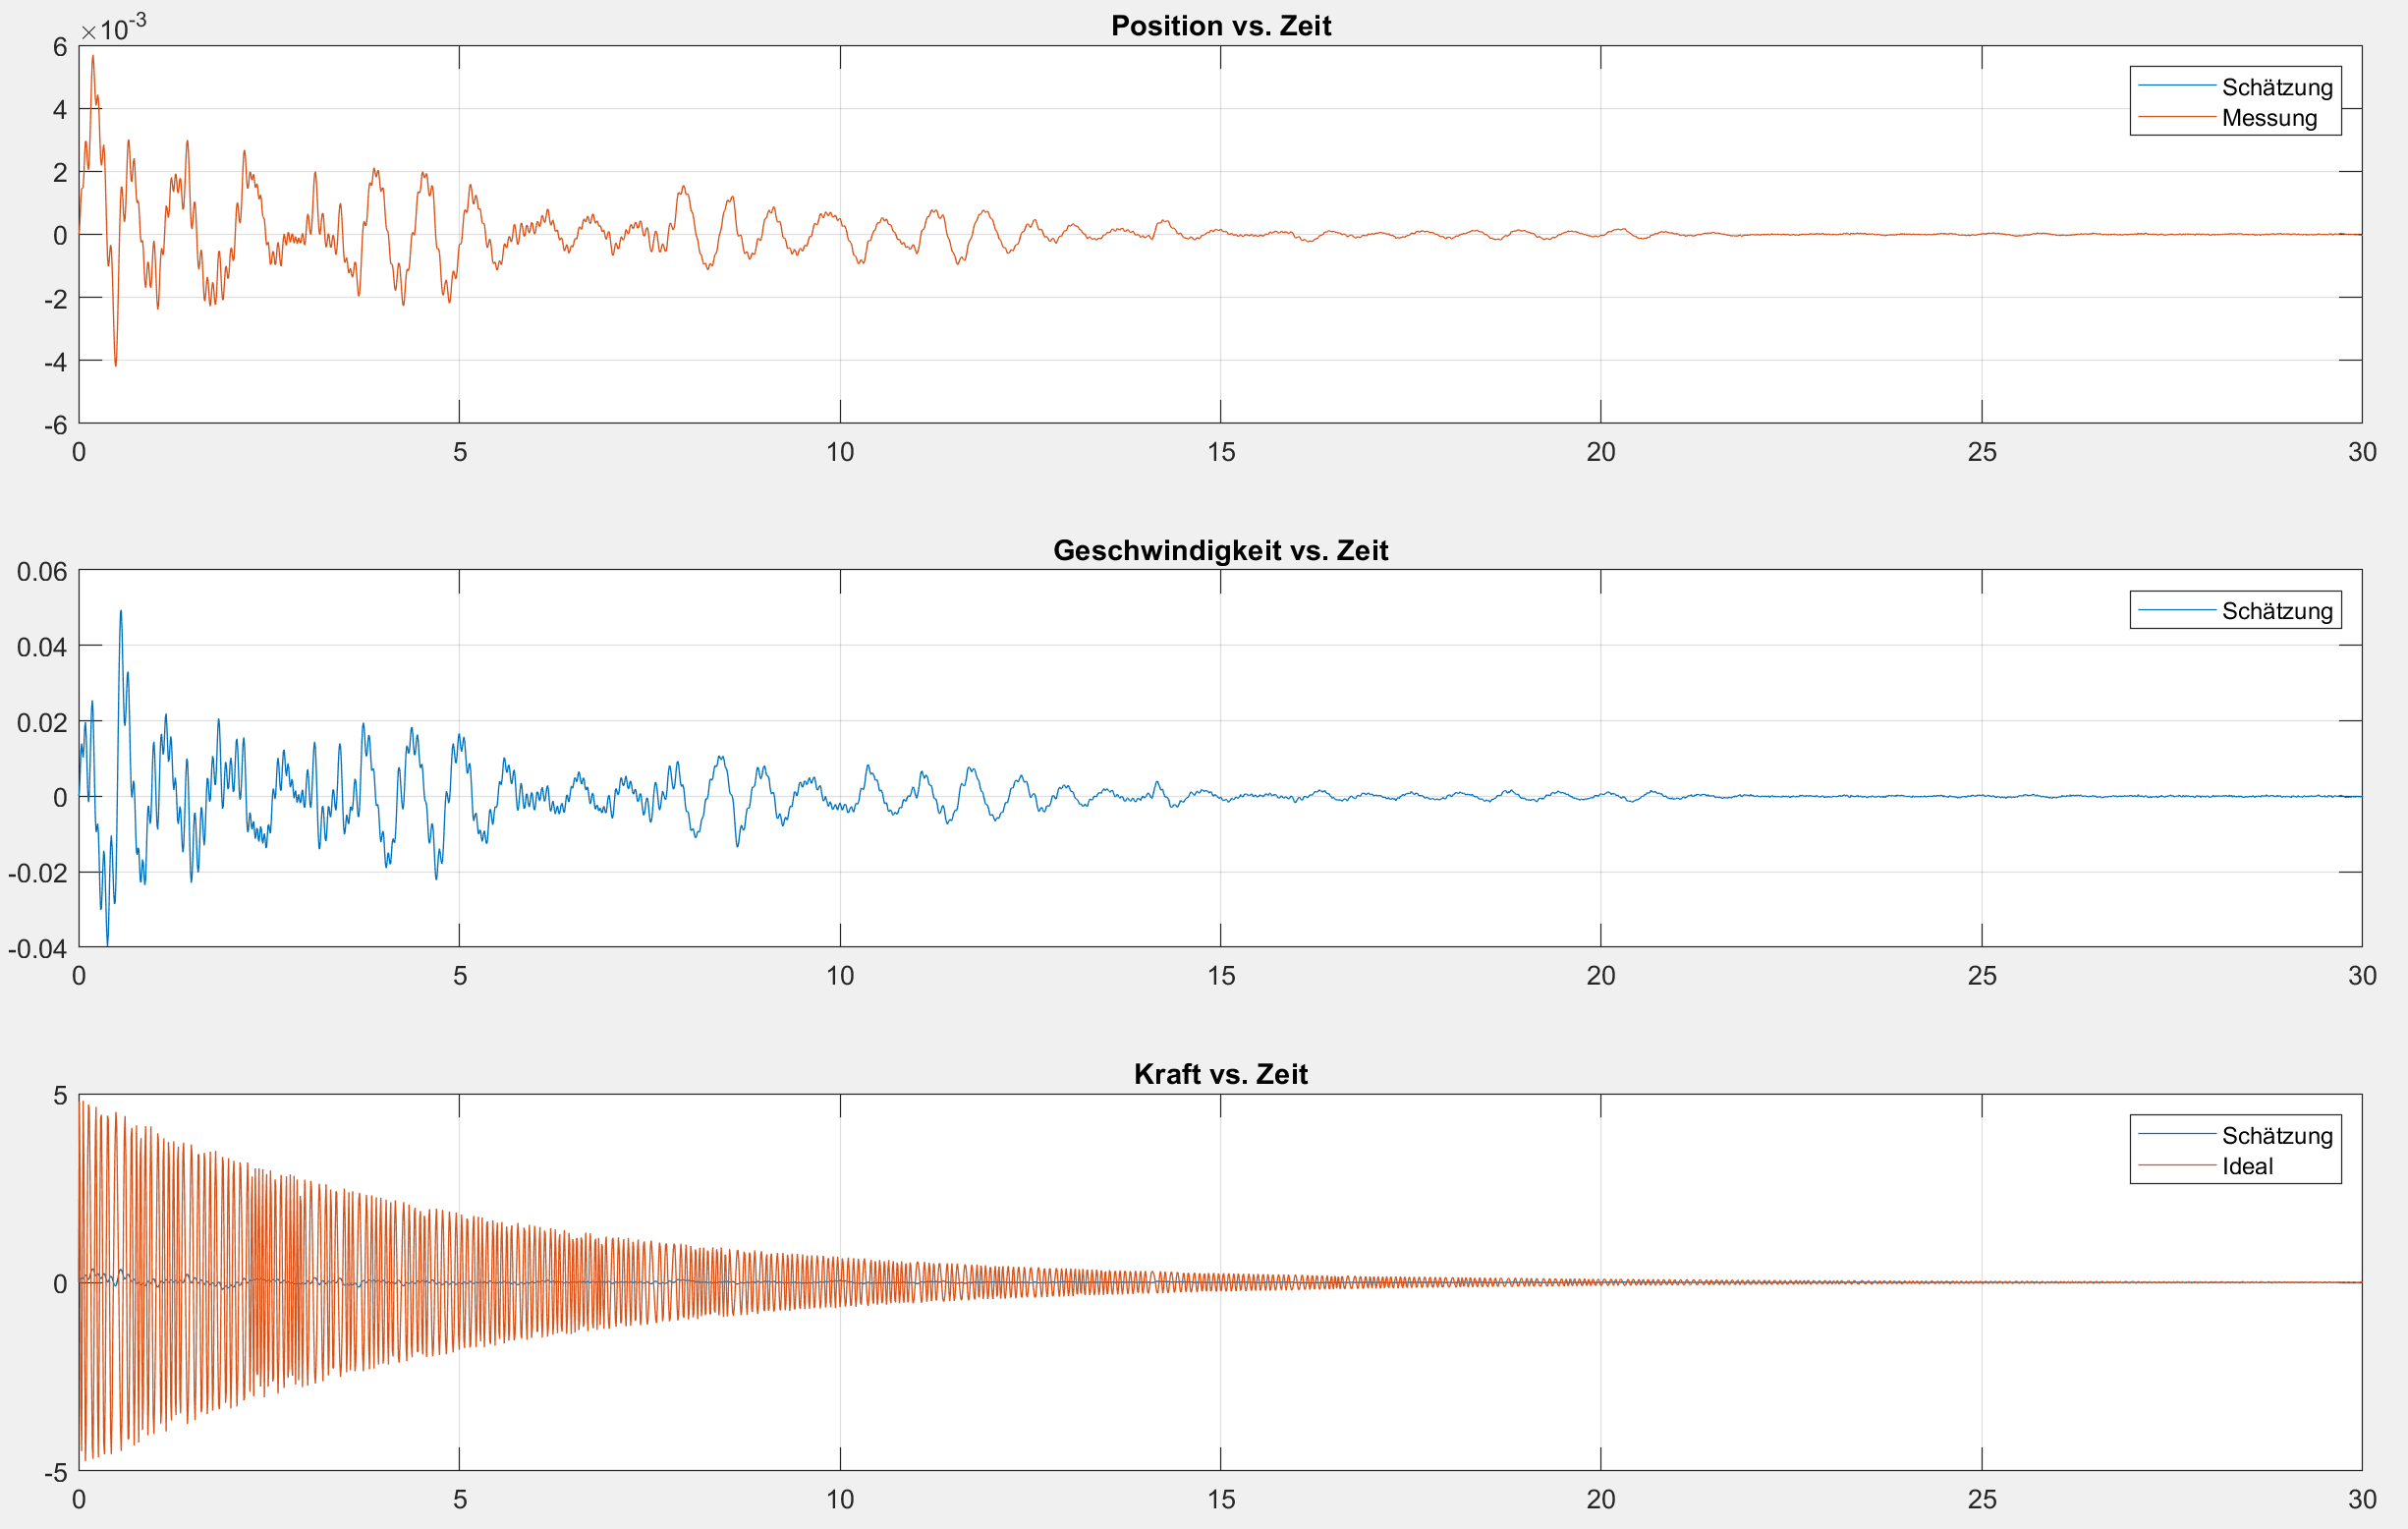 Position vs. Zeit
×10-3
6
4
2
0
-2
-4
-6
Schätzung
Messung
0 5 10 15 20 25 30
Geschwindigkeit vs. Zeit
0.06
0.04
0.02
0
-0.02
-0.04
Schätzung
0 5 10 15 20 25 30
Kraft vs. Zeit
5
0
-5
Schätzung
Ideal
0 5 10 15 20 25 30